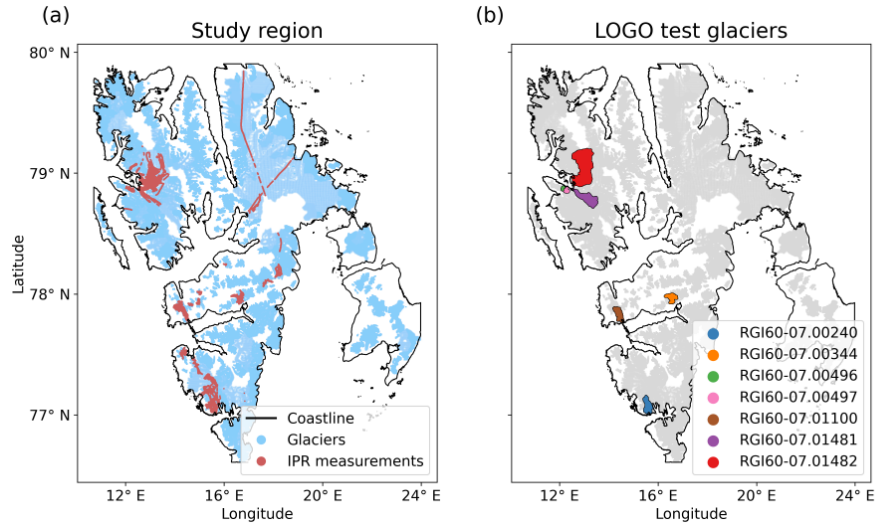 (a)
Study region
80° N
79° N
78° N
77° N
Latitude
12° E
16° E
20° E
24° E
Longitude
Coastline
Glaciers
IPR measurements
(b)
LOGO test glaciers
12° E
16° E
20° E
24° E
Longitude
RGI60-07.00240
RGI60-07.00344
RGI60-07.00496
RGI60-07.00497
RGI60-07.01100
RGI60-07.01481
RGI60-07.01482